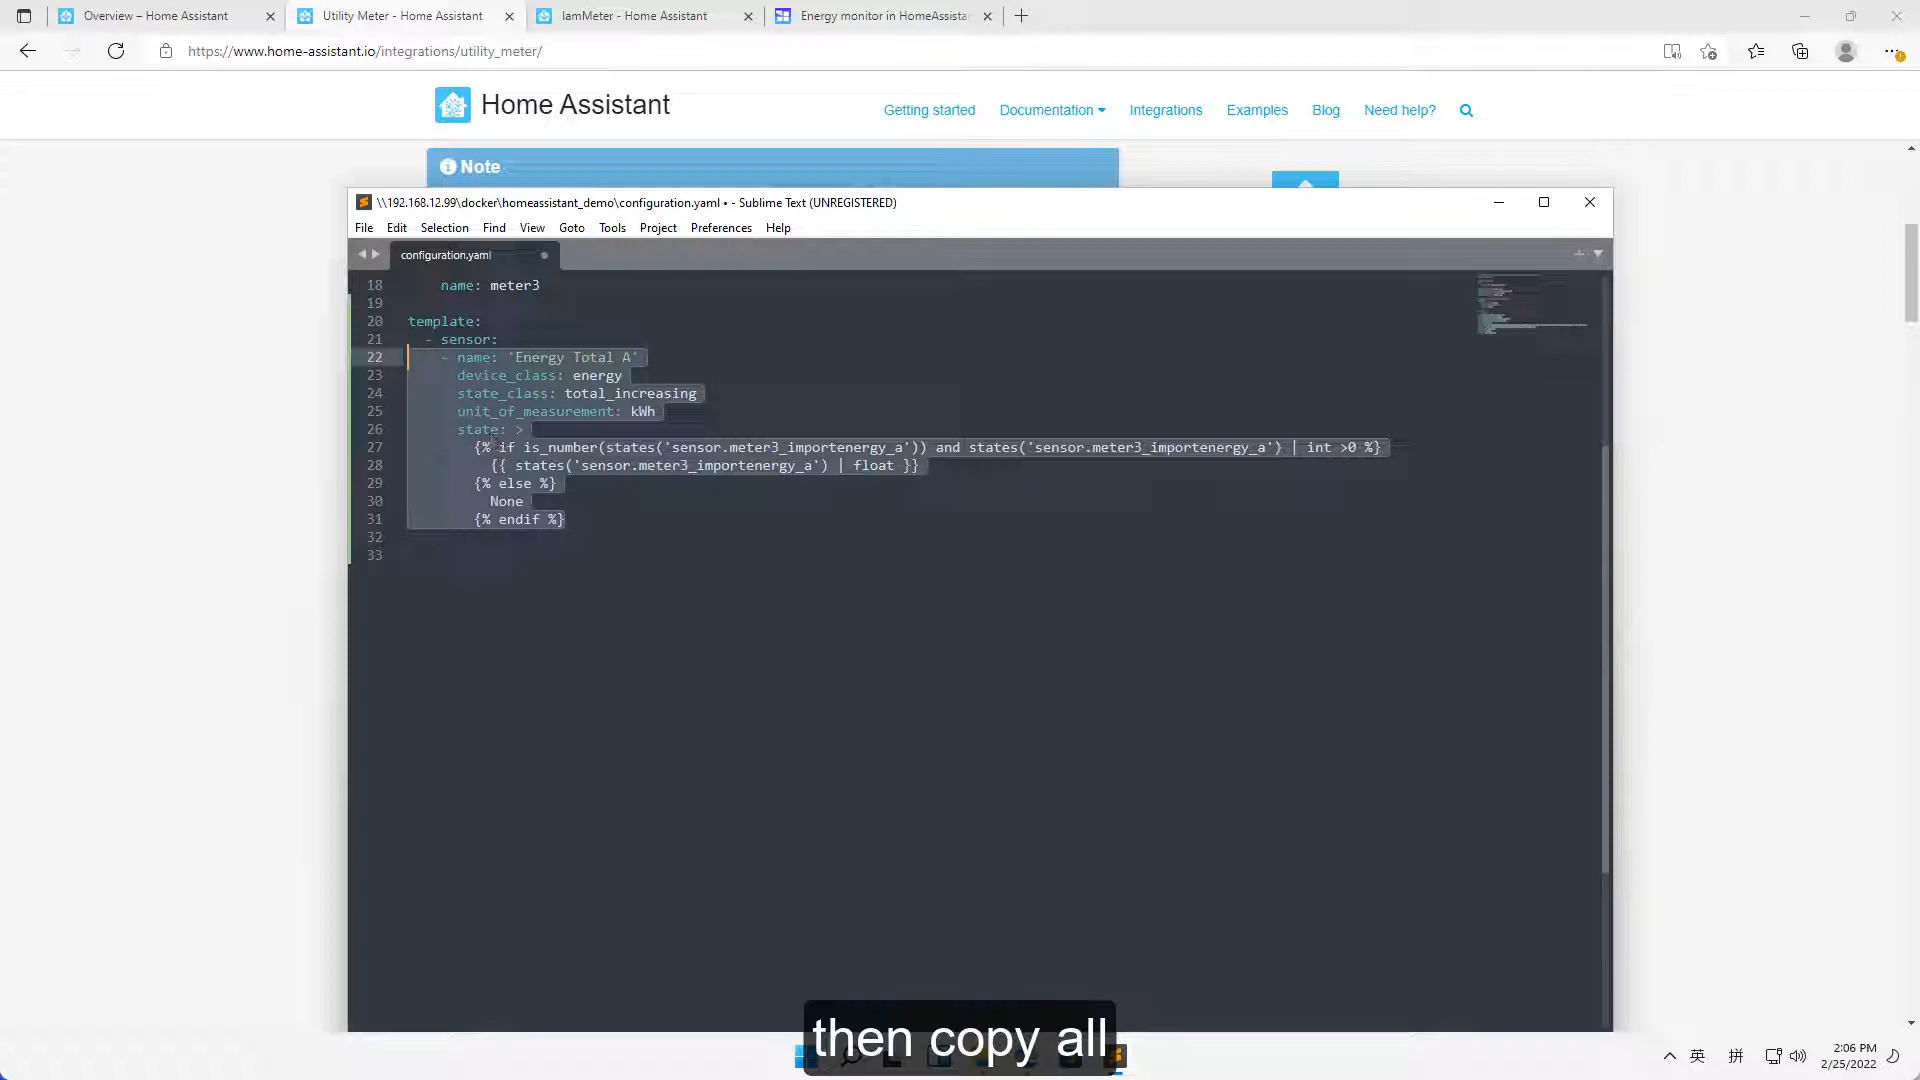 Overview – Home Assistant
Utility Meter - Home Assistant
IamMeter - Home Assistant
Energy monitor in HomeAssista
https://www.home-assistant.io/integrations/utility_meter/
Home Assistant
Getting started
Documentation
Integrations
Examples
Blog
Need help?
Note
\\192.168.12.99\docker\homeassistant_demo\configuration.yaml • - Sublime Text (UNREGISTERED)
File Edit Selection Find View Goto Tools Project Preferences Help
configuration.yaml
18 name: meter3
19
20 template:
21 - sensor:
22 - name: 'Energy Total A'
23 device_class: energy
24 state_class: total_increasing
25 unit_of_measurement: kWh
26 state: >
27 {% if is_number(states('sensor.meter3_importenergy_a')) and states('sensor.meter3_importenergy_a') | int >0 %}
28 {{ states('sensor.meter3_importenergy_a') | float }}
29 {% else %}
30 None
31 {% endif %}
32
33
then copy all
英
拼
2:06 PM
2/25/2022